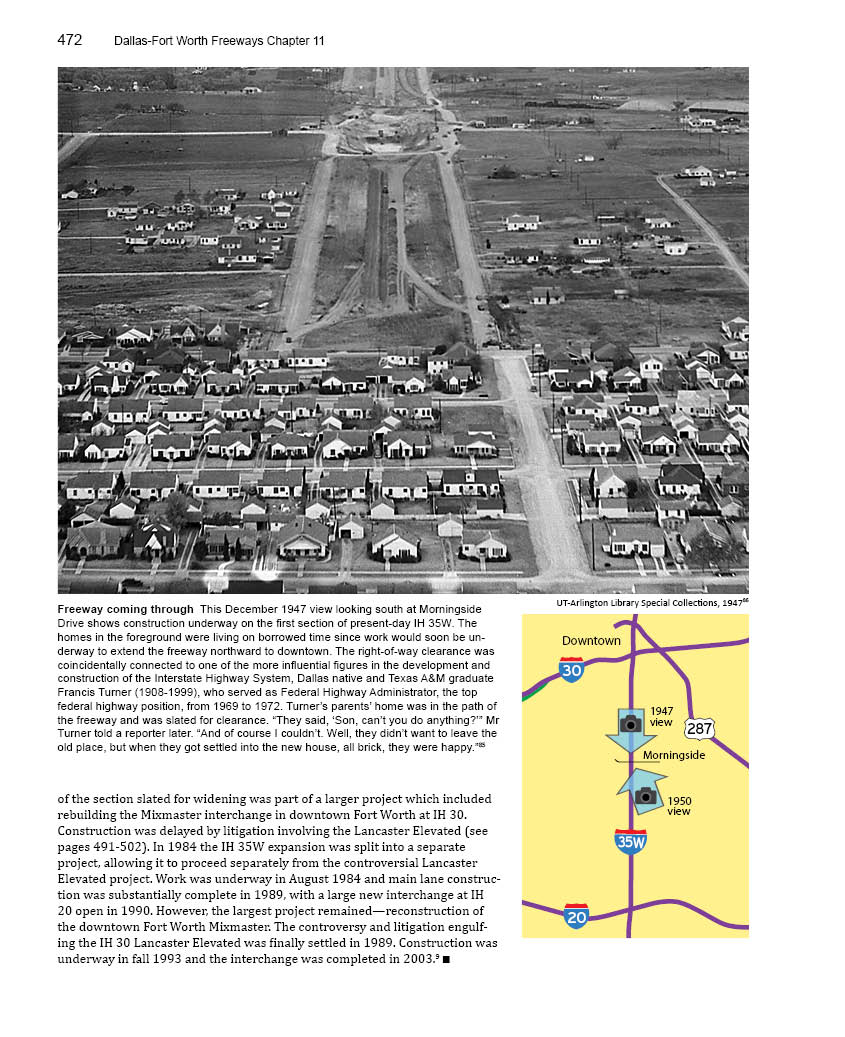 472 Dallas-Fort Worth Freeways Chapter 11
Freeway coming through This December 1947 view looking south at Morningside
Drive shows construction underway on the first section of present-day IH 35W. The
homes in the foreground were living on borrowed time since work would soon be un-
derway to extend the freeway northward to downtown. The right-of-way clearance was
coincidentally connected to one of the more influential figures in the development and
construction of the Interstate Highway System, Dallas native and Texas A&M graduate
Francis Turner (1908-1999), who served as Federal Highway Administrator, the top
federal highway position, from 1969 to 1972. Turner's parents' home was in the path of
the freeway and was slated for clearance. “They said, ‘Son, can't you do anything?’” Mr
Turner told a reporter later. “And of course I couldn't. Well, they didn't want to leave the
old place, but when they got settled into the new house, all brick, they were happy.”85
UT-Arlington Library Special Collections, 194786
Downtown
30
1947
view
287
Morningside
1950
view
35W
20
of the section slated for widening was part of a larger project which included
rebuilding the Mixmaster interchange in downtown Fort Worth at IH 30.
Construction was delayed by litigation involving the Lancaster Elevated (see
pages 491-502). In 1984 the IH 35W expansion was split into a separate
project, allowing it to proceed separately from the controversial Lancaster
Elevated project. Work was underway in August 1984 and main lane construc-
tion was substantially complete in 1989, with a large new interchange at IH
20 open in 1990. However, the largest project remained—reconstruction of
the downtown Fort Worth Mixmaster. The controversy and litigation engulf-
ing the IH 30 Lancaster Elevated was finally settled in 1989. Construction was
underway in fall 1993 and the interchange was completed in 2003.9 ■